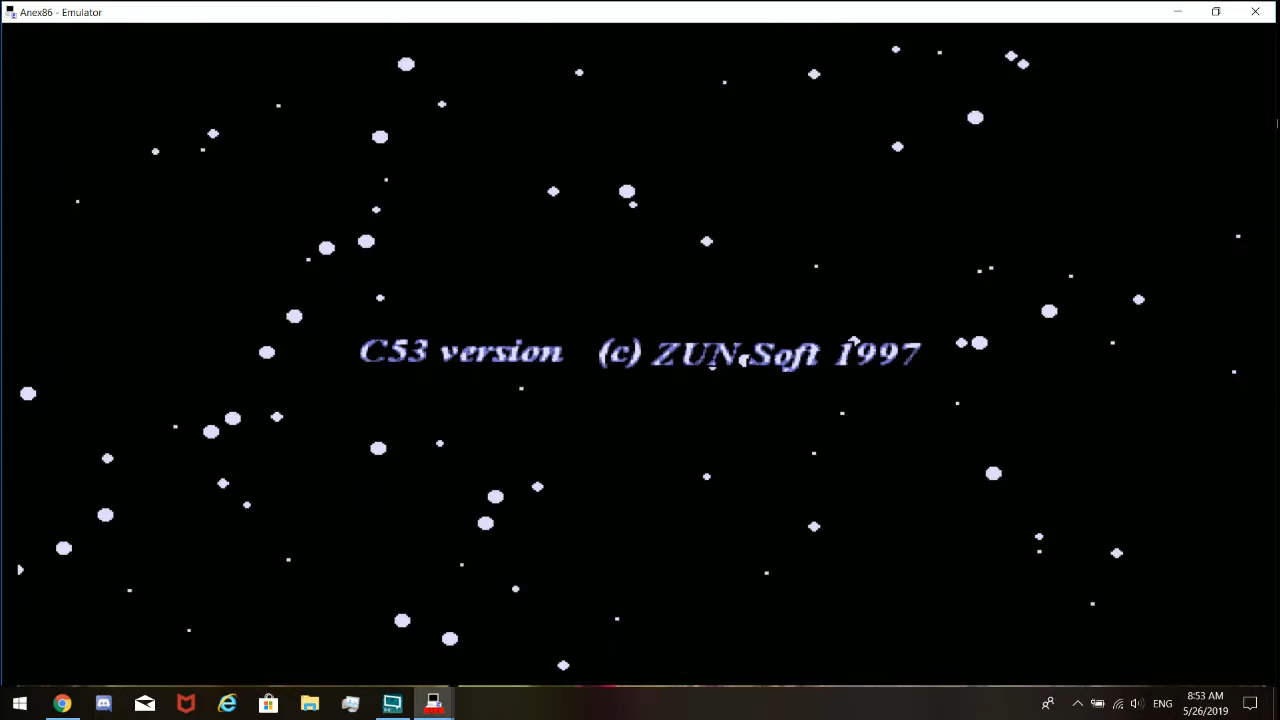 Anex86 - Emulator
C53 version (c) ZUN Soft 1997
ENG
8:53 AM
5/26/2019